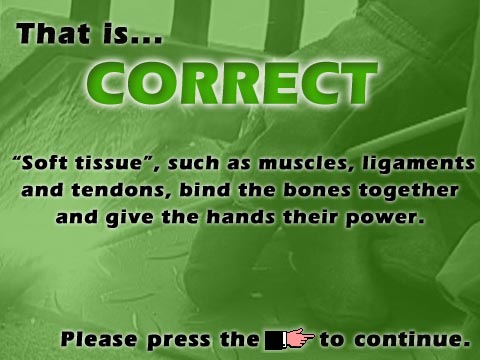 That is...
CORRECT
“Soft tissue”, such as muscles, ligaments
and tendons, bind the bones together
and give the hands their power.
Please press the to continue.